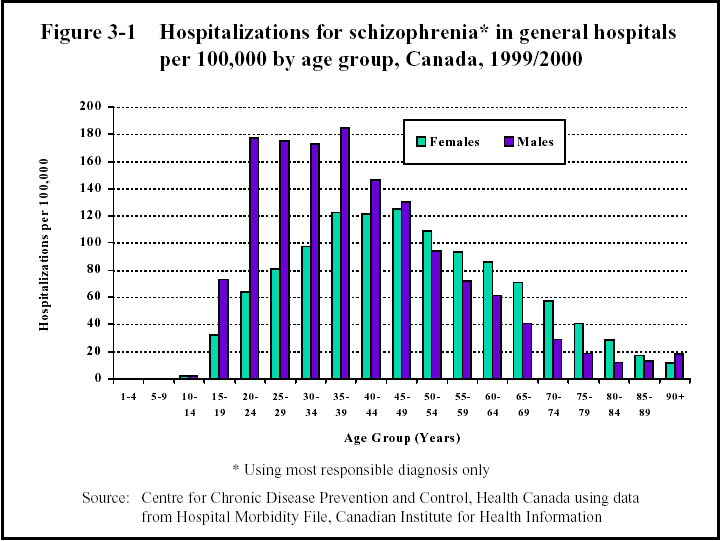 Figure 3-1 Hospitalizations for schizophrenia* in general hospitals
per 100,000 by age group, Canada, 1999/2000
Hospitalizations per 100,000
200
180
160
140
120
100
80
60
40
20
0
Females Males
1-4 5-9 10-14 15-19 20-24 25-29 30-34 35-39 40-44 45-49 50-54 55-59 60-64 65-69 70-74 75-79 80-84 85-89 90+
Age Group (Years)
* Using most responsible diagnosis only
Source: Centre for Chronic Disease Prevention and Control, Health Canada using data
from Hospital Morbidity File, Canadian Institute for Health Information